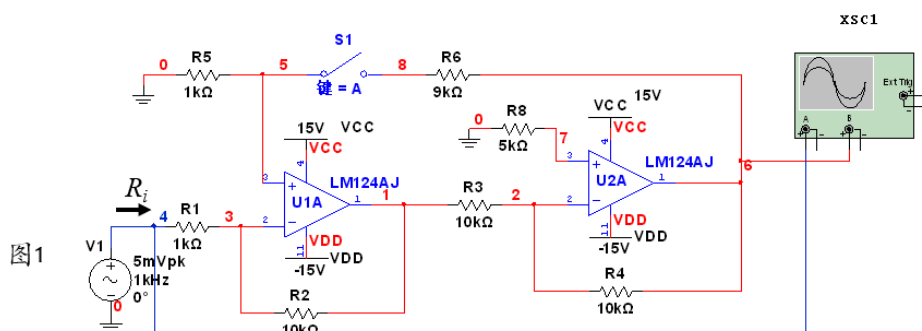 xsc1
S1
R5
0
5
8
R6
1kΩ
键 = A
9kΩ
Ext Trig
A
B
15V
VCC
VCC
4
3
U1A
LM124AJ
1
1
2
11
VDD
VDD
-15V
VCC
15V
VCC
R8
0
7
5kΩ
4
3
U2A
LM124AJ
1
6
2
11
VDD
VDD
-15V
R3
2
10kΩ
R4
10kΩ
Ri
R1
4
3
1kΩ
图1
V1
5mVpk
1kHz
0°
0
R2
10kΩ